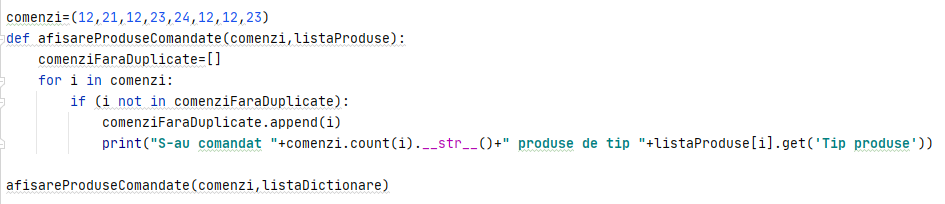 comenzi=(12,21,12,23,24,12,12,23)
def afisareProduseComandate(comenzi,listaProduse):
    comenziFaraDuplicate=[]
    for i in comenzi:
        if (i not in comenziFaraDuplicate):
            comenziFaraDuplicate.append(i)
            print("S-au comandat "+comenzi.count(i).__str__()+" produse de tip "+listaProduse[i].get('Tip produse'))
afisareProduseComandate(comenzi,listaDictionare)